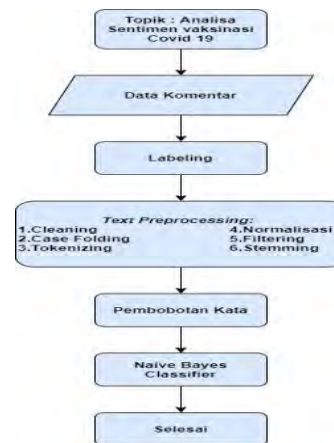 Topik : Analisa
Sentimen vaksinasi
Covid 19
Data Komentar
Labeling
Text Preprocessing:
1.Cleaning 4.Normalisasi
2.Case Folding 5.Filtering
3.Tokenizing 6.Stemming
Pembobotan Kata
Naive Bayes
Classifier
Selesai